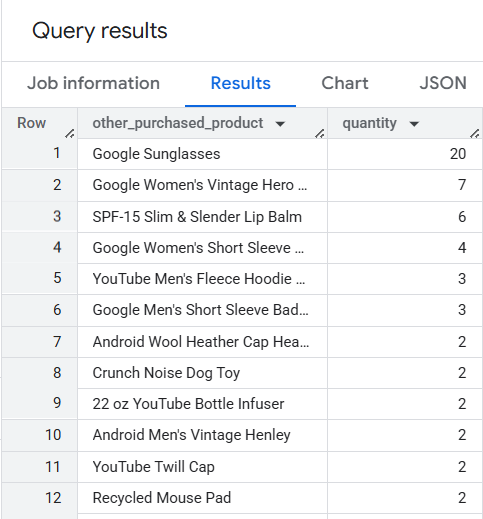 Query results
Job information Results Chart JSON
Row other_purchased_product quantity
1 Google Sunglasses 20
2 Google Women's Vintage Hero ... 7
3 SPF-15 Slim & Slender Lip Balm 6
4 Google Women's Short Sleeve ... 4
5 YouTube Men's Fleece Hoodie ... 3
6 Google Men's Short Sleeve Bad... 3
7 Android Wool Heather Cap Hea... 2
8 Crunch Noise Dog Toy 2
9 22 oz YouTube Bottle Infuser 2
10 Android Men's Vintage Henley 2
11 YouTube Twill Cap 2
12 Recycled Mouse Pad 2